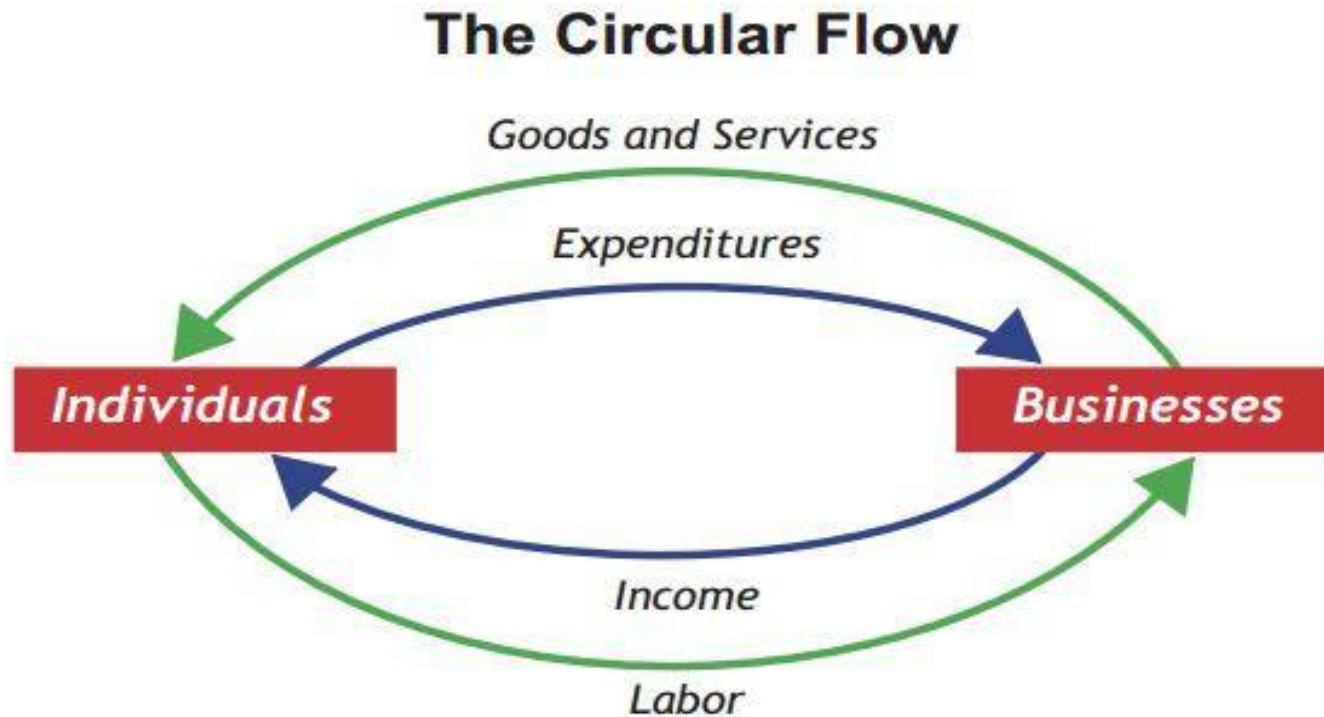 The Circular Flow
Goods and Services
Expenditures
Individuals
Businesses
Income
Labor